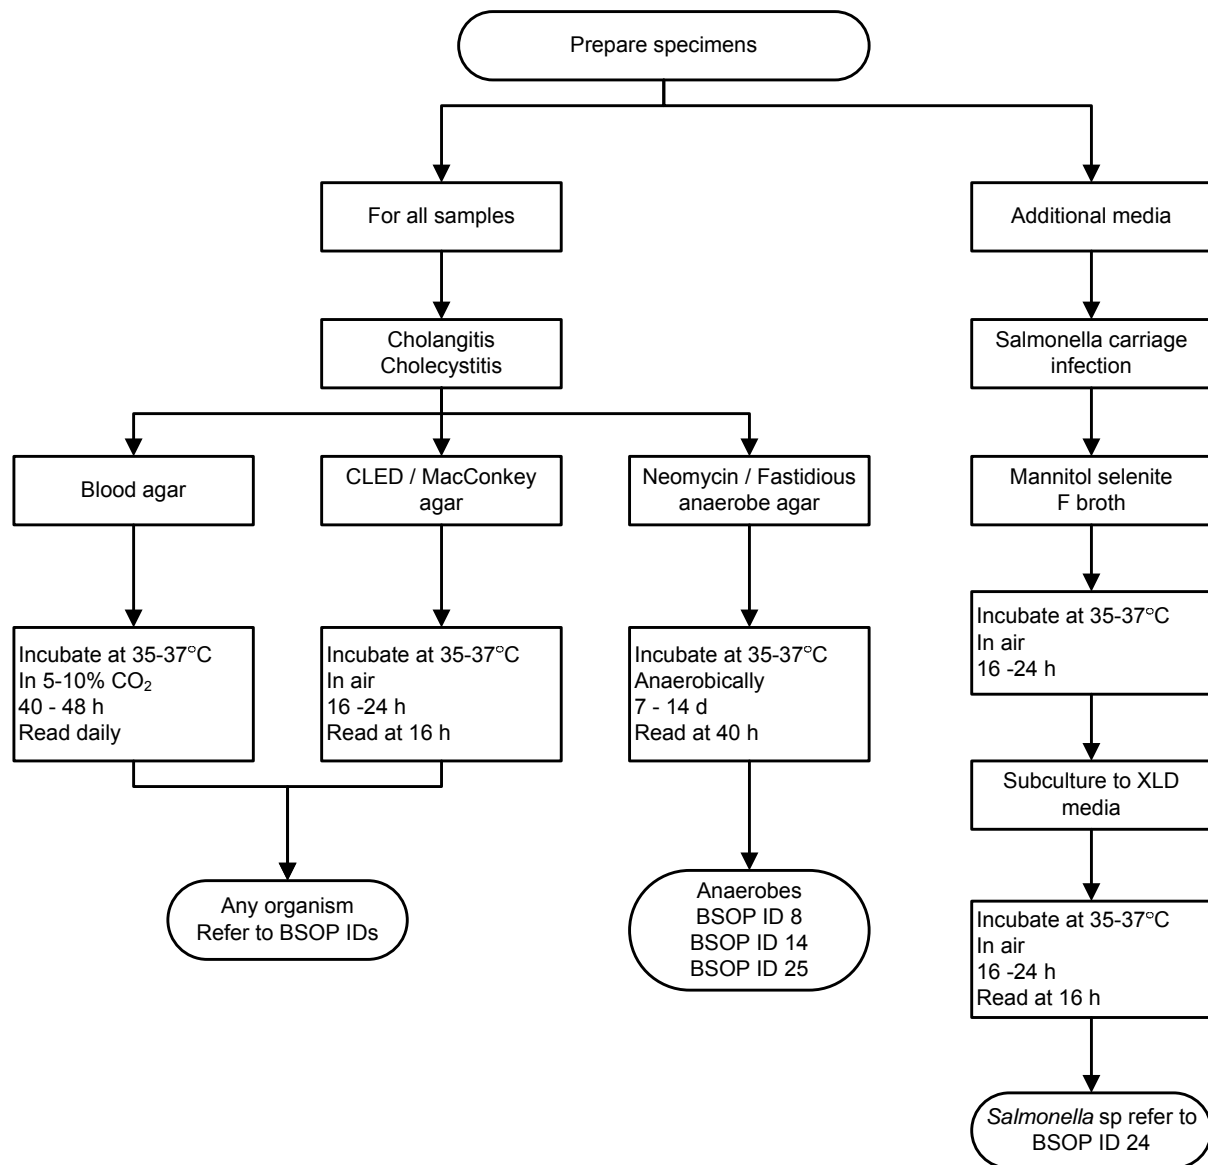 Prepare specimens
For all samples
Additional media
Cholangitis
Cholecystitis
Salmonella carriage
infection
Blood agar
CLED / MacConkey
agar
Neomycin / Fastidious
anaerobe agar
Mannitol selenite
F broth
Incubate at 35-37°C
In 5-10% CO₂
40 - 48 h
Read daily
Incubate at 35-37°C
In air
16 -24 h
Read at 16 h
Incubate at 35-37°C
Anaerobically
7 - 14 d
Read at 40 h
Incubate at 35-37°C
In air
16 -24 h
Subculture to XLD
media
Any organism
Refer to BSOP IDs
Anaerobes
BSOP ID 8
BSOP ID 14
BSOP ID 25
Incubate at 35-37°C
In air
16 -24 h
Read at 16 h
Salmonella sp refer to
BSOP ID 24